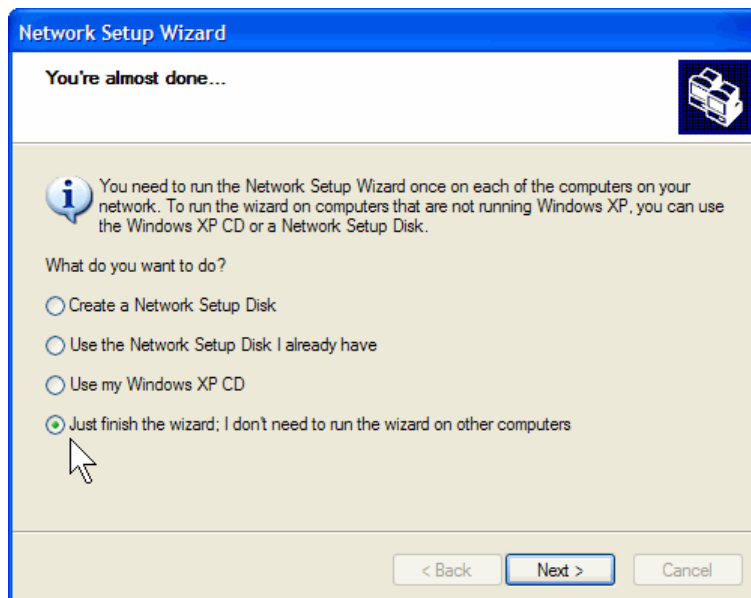 Network Setup Wizard
You're almost done...
You need to run the Network Setup Wizard once on each of the computers on your
network. To run the wizard on computers that are not running Windows XP, you can use
the Windows XP CD or a Network Setup Disk.
What do you want to do?
Create a Network Setup Disk
Use the Network Setup Disk I already have
Use my Windows XP CD
Just finish the wizard; I don't need to run the wizard on other computers
< Back Next > Cancel